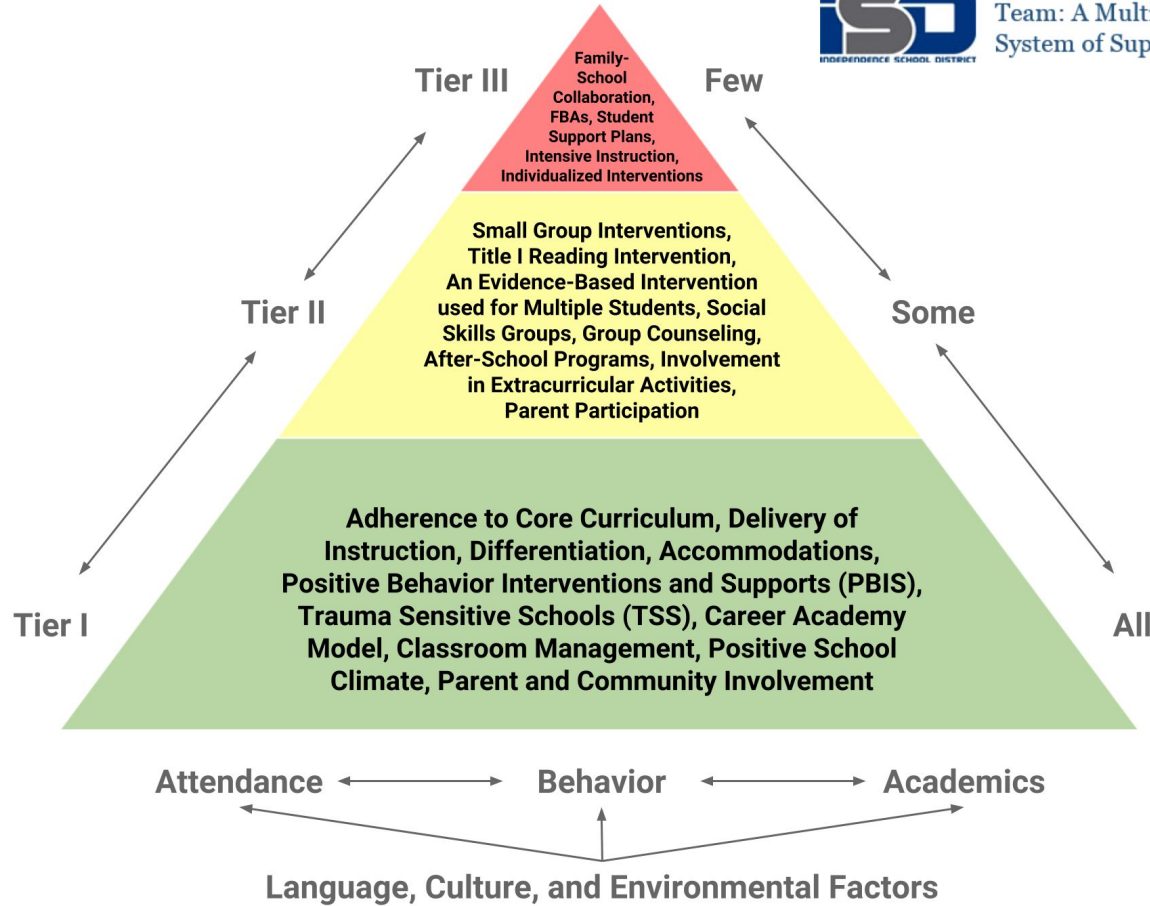 Team: A Mult
System of Sup
ISD
INDEPENDENCE SCHOOL DISTRICT
Tier III
Few
Family-
School
Collaboration,
FBAs, Student
Support Plans,
Intensive Instruction,
Individualized Interventions
Tier II
Some
Small Group Interventions,
Title I Reading Intervention,
An Evidence-Based Intervention
used for Multiple Students, Social
Skills Groups, Group Counseling,
After-School Programs, Involvement
in Extracurricular Activities,
Parent Participation
Tier I
All
Adherence to Core Curriculum, Delivery of
Instruction, Differentiation, Accommodations,
Positive Behavior Interventions and Supports (PBIS),
Trauma Sensitive Schools (TSS), Career Academy
Model, Classroom Management, Positive School
Climate, Parent and Community Involvement
Attendance
Behavior
Academics
Language, Culture, and Environmental Factors